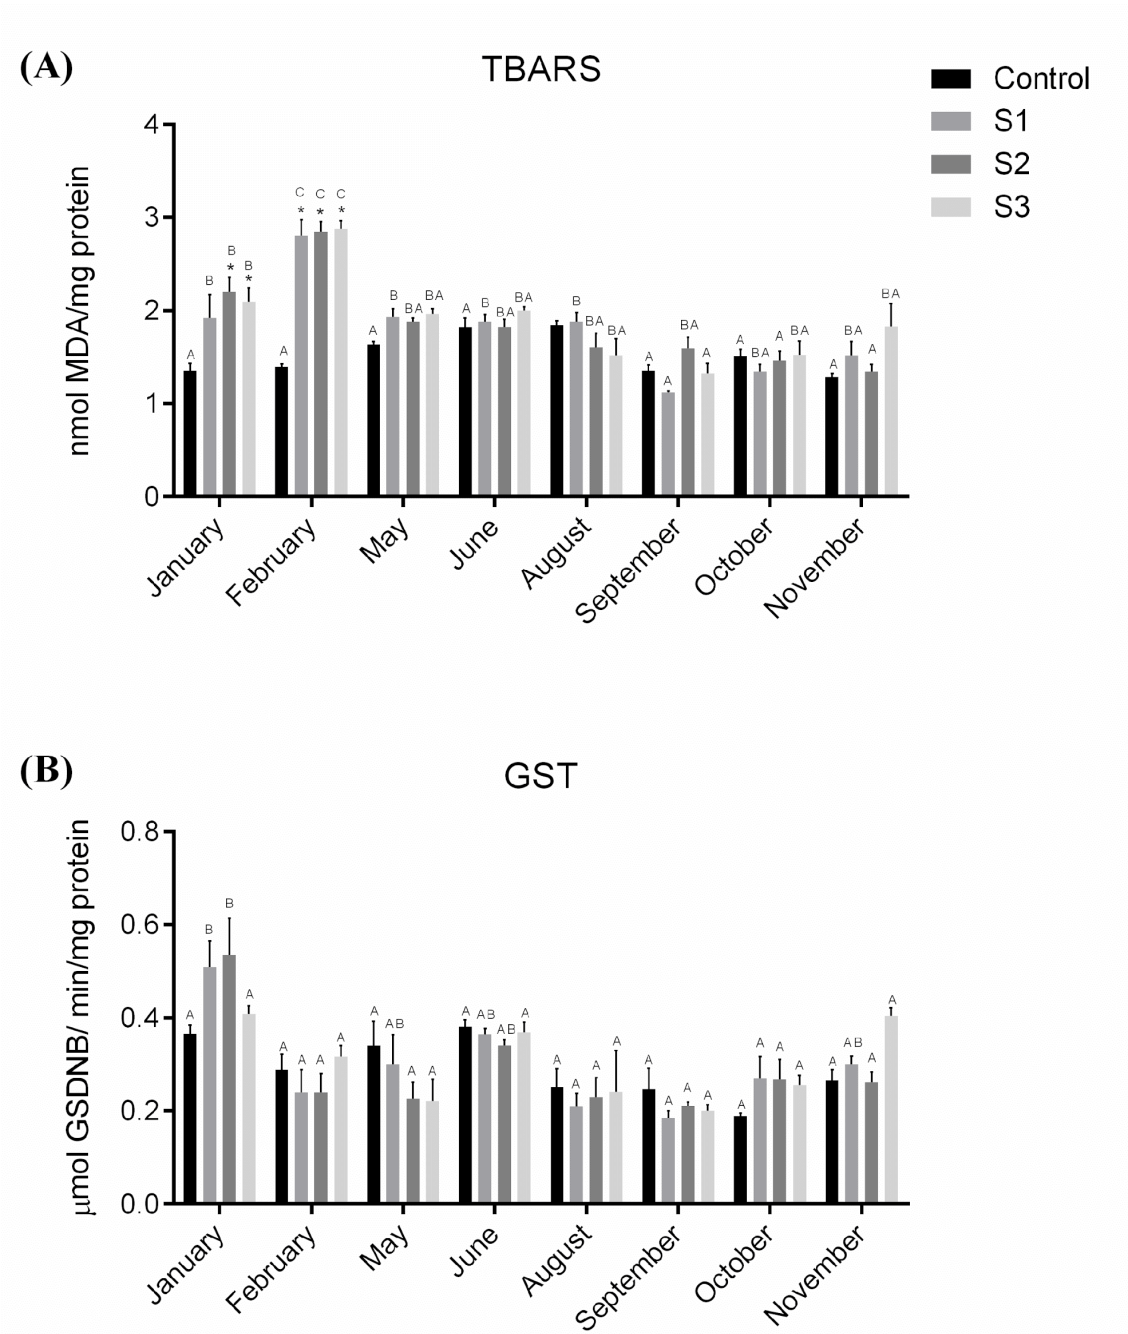 (A)
TBARS
Control
S1
S2
S3
nmol MDA/mg protein
4
3
2
1
0
A B B * B *
A C * C * C *
A B BA BA
A B BA BA
B BA BA
A A BA A
A BA A BA
A BA A BA
January
February
May
June
August
September
October
November
(B)
GST
µmol GSDNB/ min/mg protein
0.8
0.6
0.4
0.2
0.0
A B B A
A A A A
A AB A A
A AB AB A
A A A A
A A A A
A A A A
A AB A A
January
February
May
June
August
September
October
November